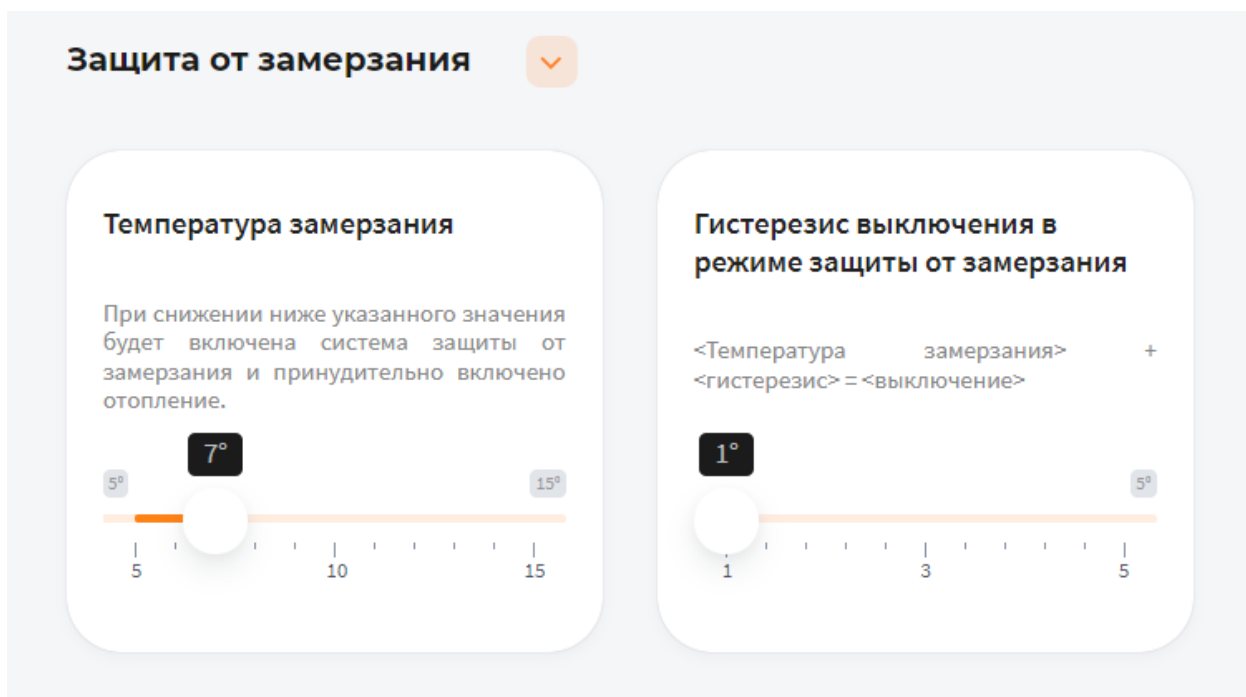 Защита от замерзания
Температура замерзания
При снижении ниже указанного значения
будет включена система защиты от
замерзания и принудительно включено
отопление.
7°
5°
15°
5
10
15
Гистерезис выключения в
режиме защиты от замерзания
<Температура замерзания> +
<гистерезис> = <выключение>
1°
5°
1
3
5